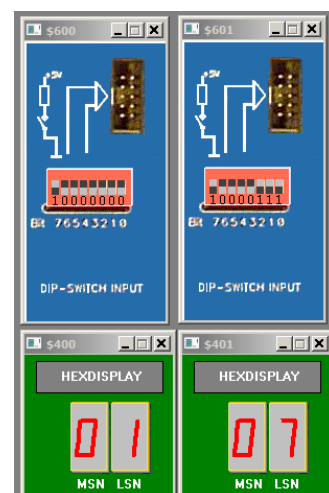 $600
+5V
10000000
Bit 76543210
DIP-SWITCH INPUT
$601
+5V
10000111
Bit 76543210
DIP-SWITCH INPUT
$400
HEXDISPLAY
01
MSN LSN
$401
HEXDISPLAY
07
MSN LSN